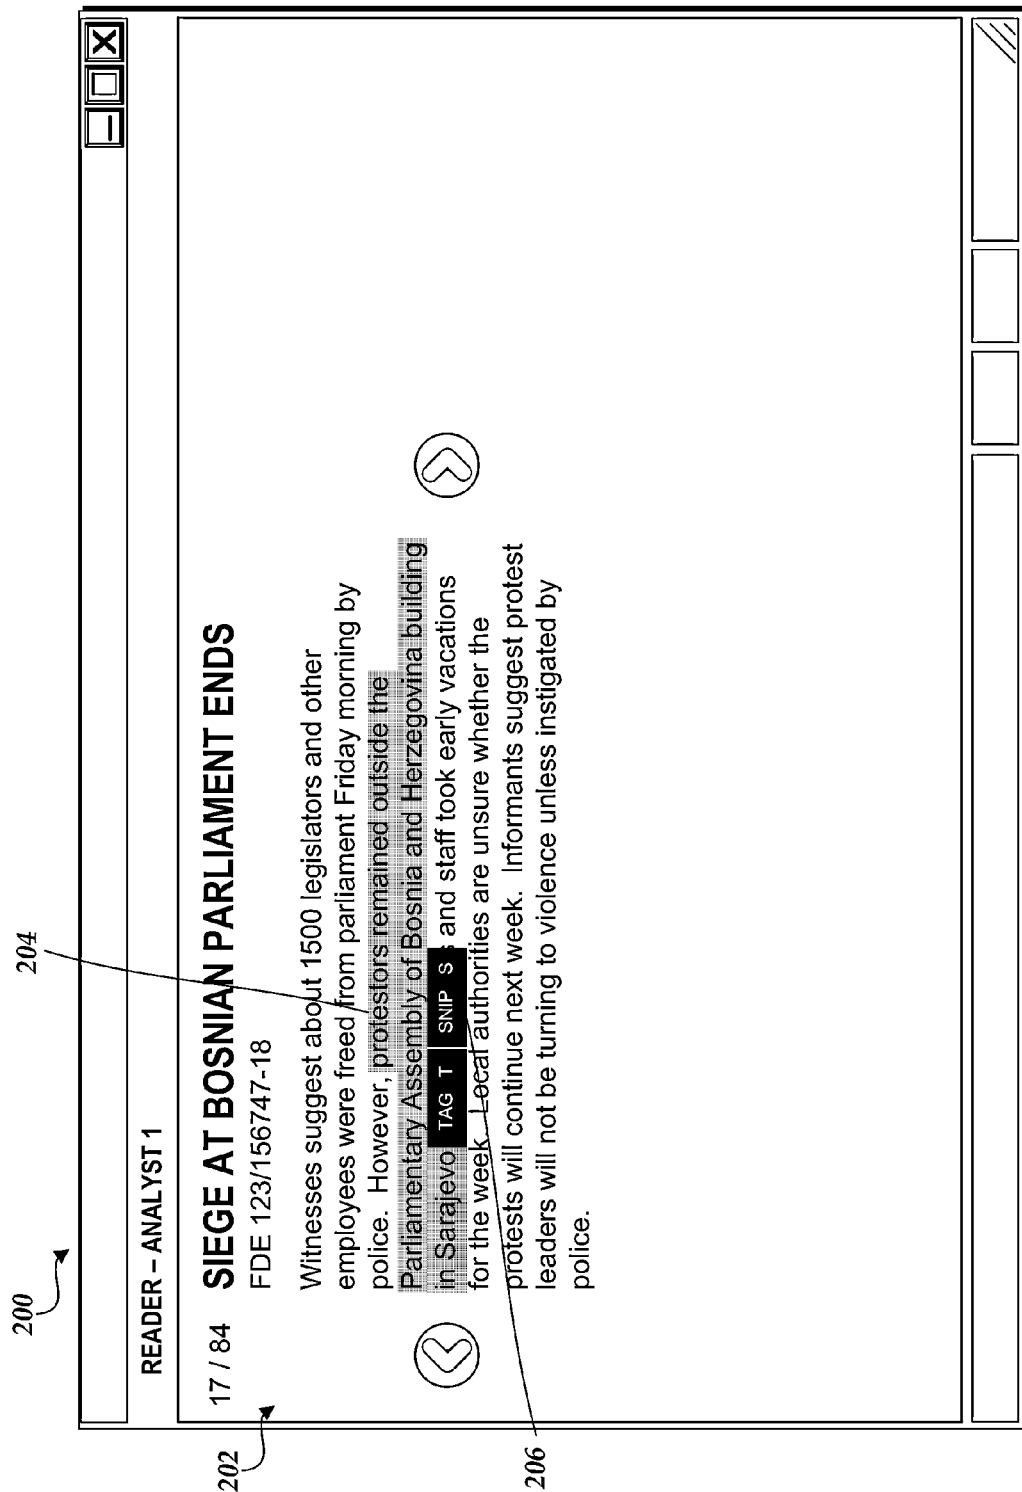 200
READER – ANALYST 1
202
17 / 84 SIEGE AT BOSNIAN PARLIAMENT ENDS
FDE 123/156747-18
204
Witnesses suggest about 1500 legislators and other
employees were freed from parliament Friday morning by
police. However, protestors remained outside the
Parliamentary Assembly of Bosnia and Herzegovina building
in Sarajevo TAG T SNIP S and staff took early vacations
for the week. Local authorities are unsure whether the
protests will continue next week. Informants suggest protest
leaders will not be turning to violence unless instigated by
police.
206